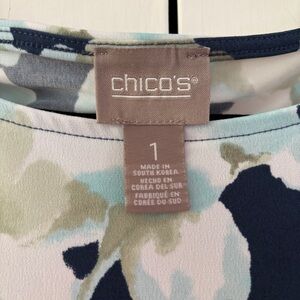 chico's®
1
MADE IN
SOUTH KOREA
HECHO EN
COREA DEL SUR
FABRIQUÉ EN
CORÉE DU SUD